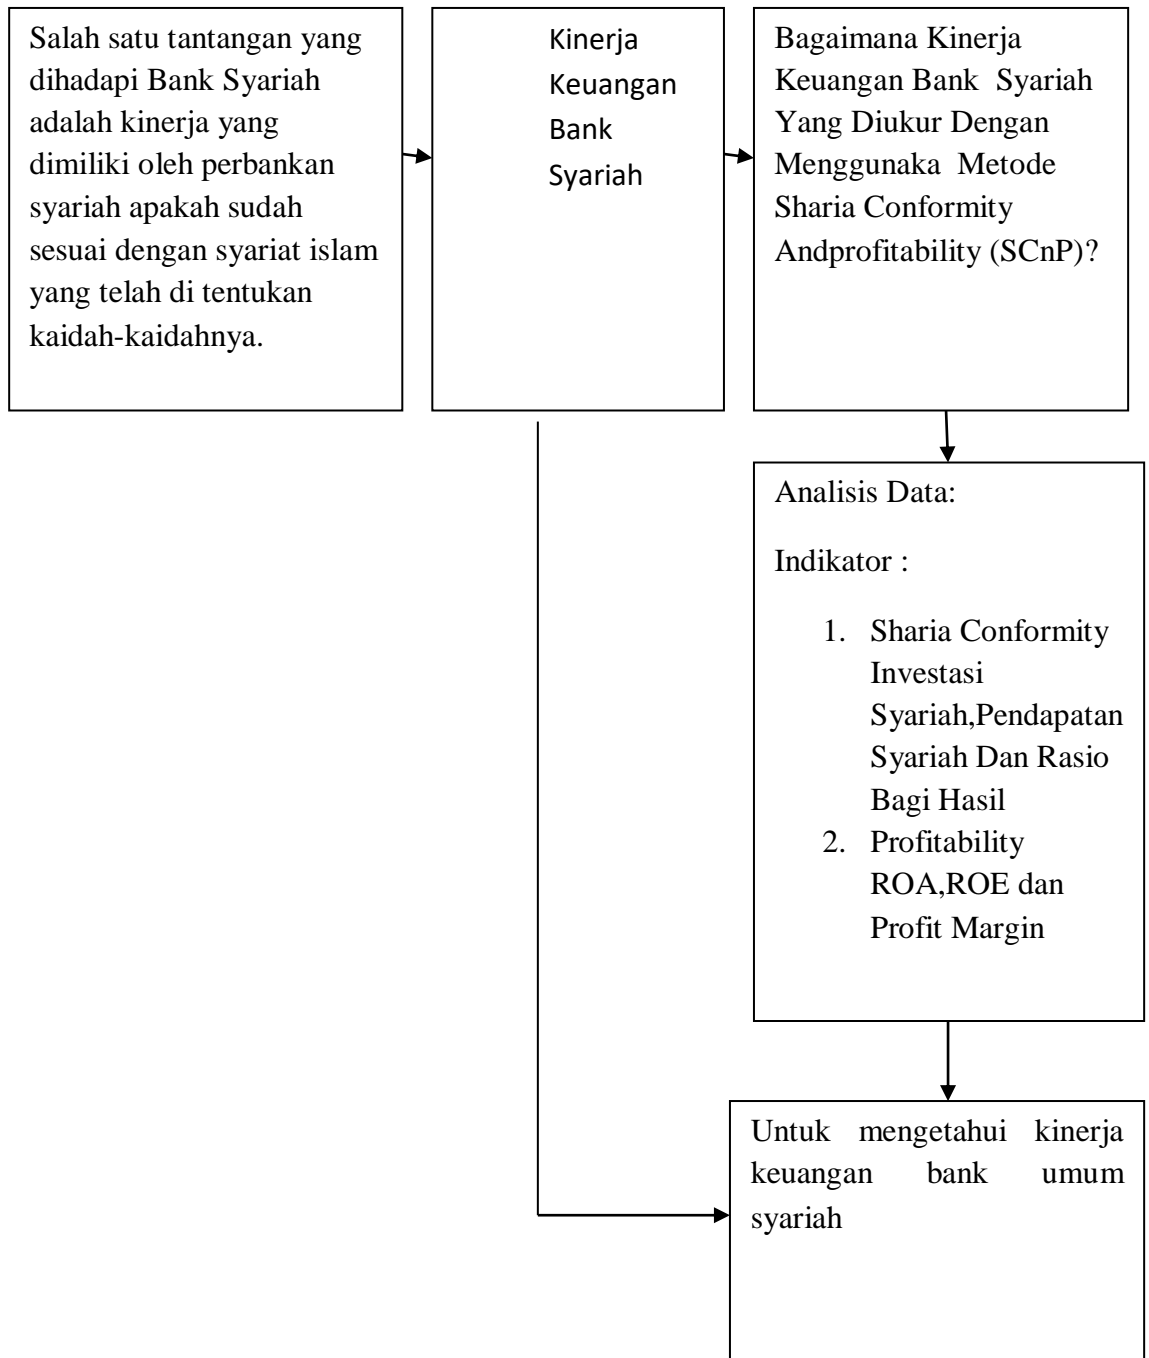 Salah satu tantangan yang
dihadapi Bank Syariah
adalah kinerja yang
dimiliki oleh perbankan
syariah apakah sudah
sesuai dengan syariat islam
yang telah di tentukan
kaidah-kaidahnya.
Kinerja
Keuangan
Bank
Syariah
Bagaimana Kinerja
Keuangan Bank Syariah
Yang Diukur Dengan
Menggunaka Metode
Sharia Conformity
Andprofitability (SCnP)?
Analisis Data:
Indikator :
1. Sharia Conformity
Investasi
Syariah,Pendapatan
Syariah Dan Rasio
Bagi Hasil
2. Profitability
ROA,ROE dan
Profit Margin
Untuk mengetahui kinerja
keuangan bank umum
syariah